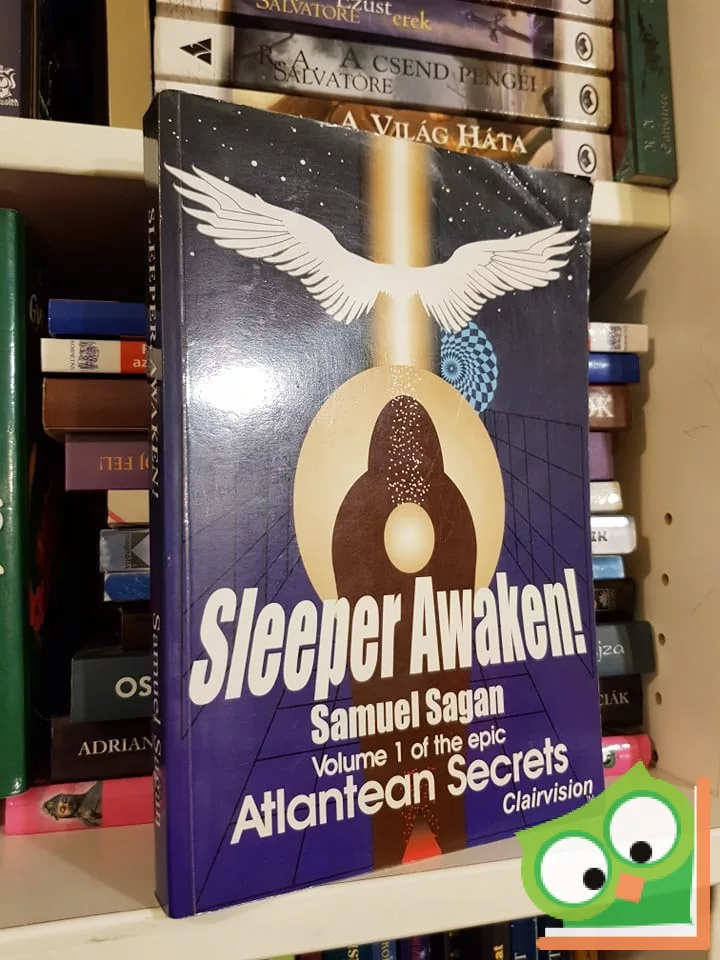 SALVATORE
Ezüst
erek
R. A.
SALVATORE
A CSEND PENGÉI
A VILÁG HÁTA
SLEEPER AWAKEN!
Samuel Sagan
Sleeper Awaken!
Samuel Sagan
Volume 1 of the epic
Atlantean Secrets
Clairvision
J FEL!
OS
ADRIAN